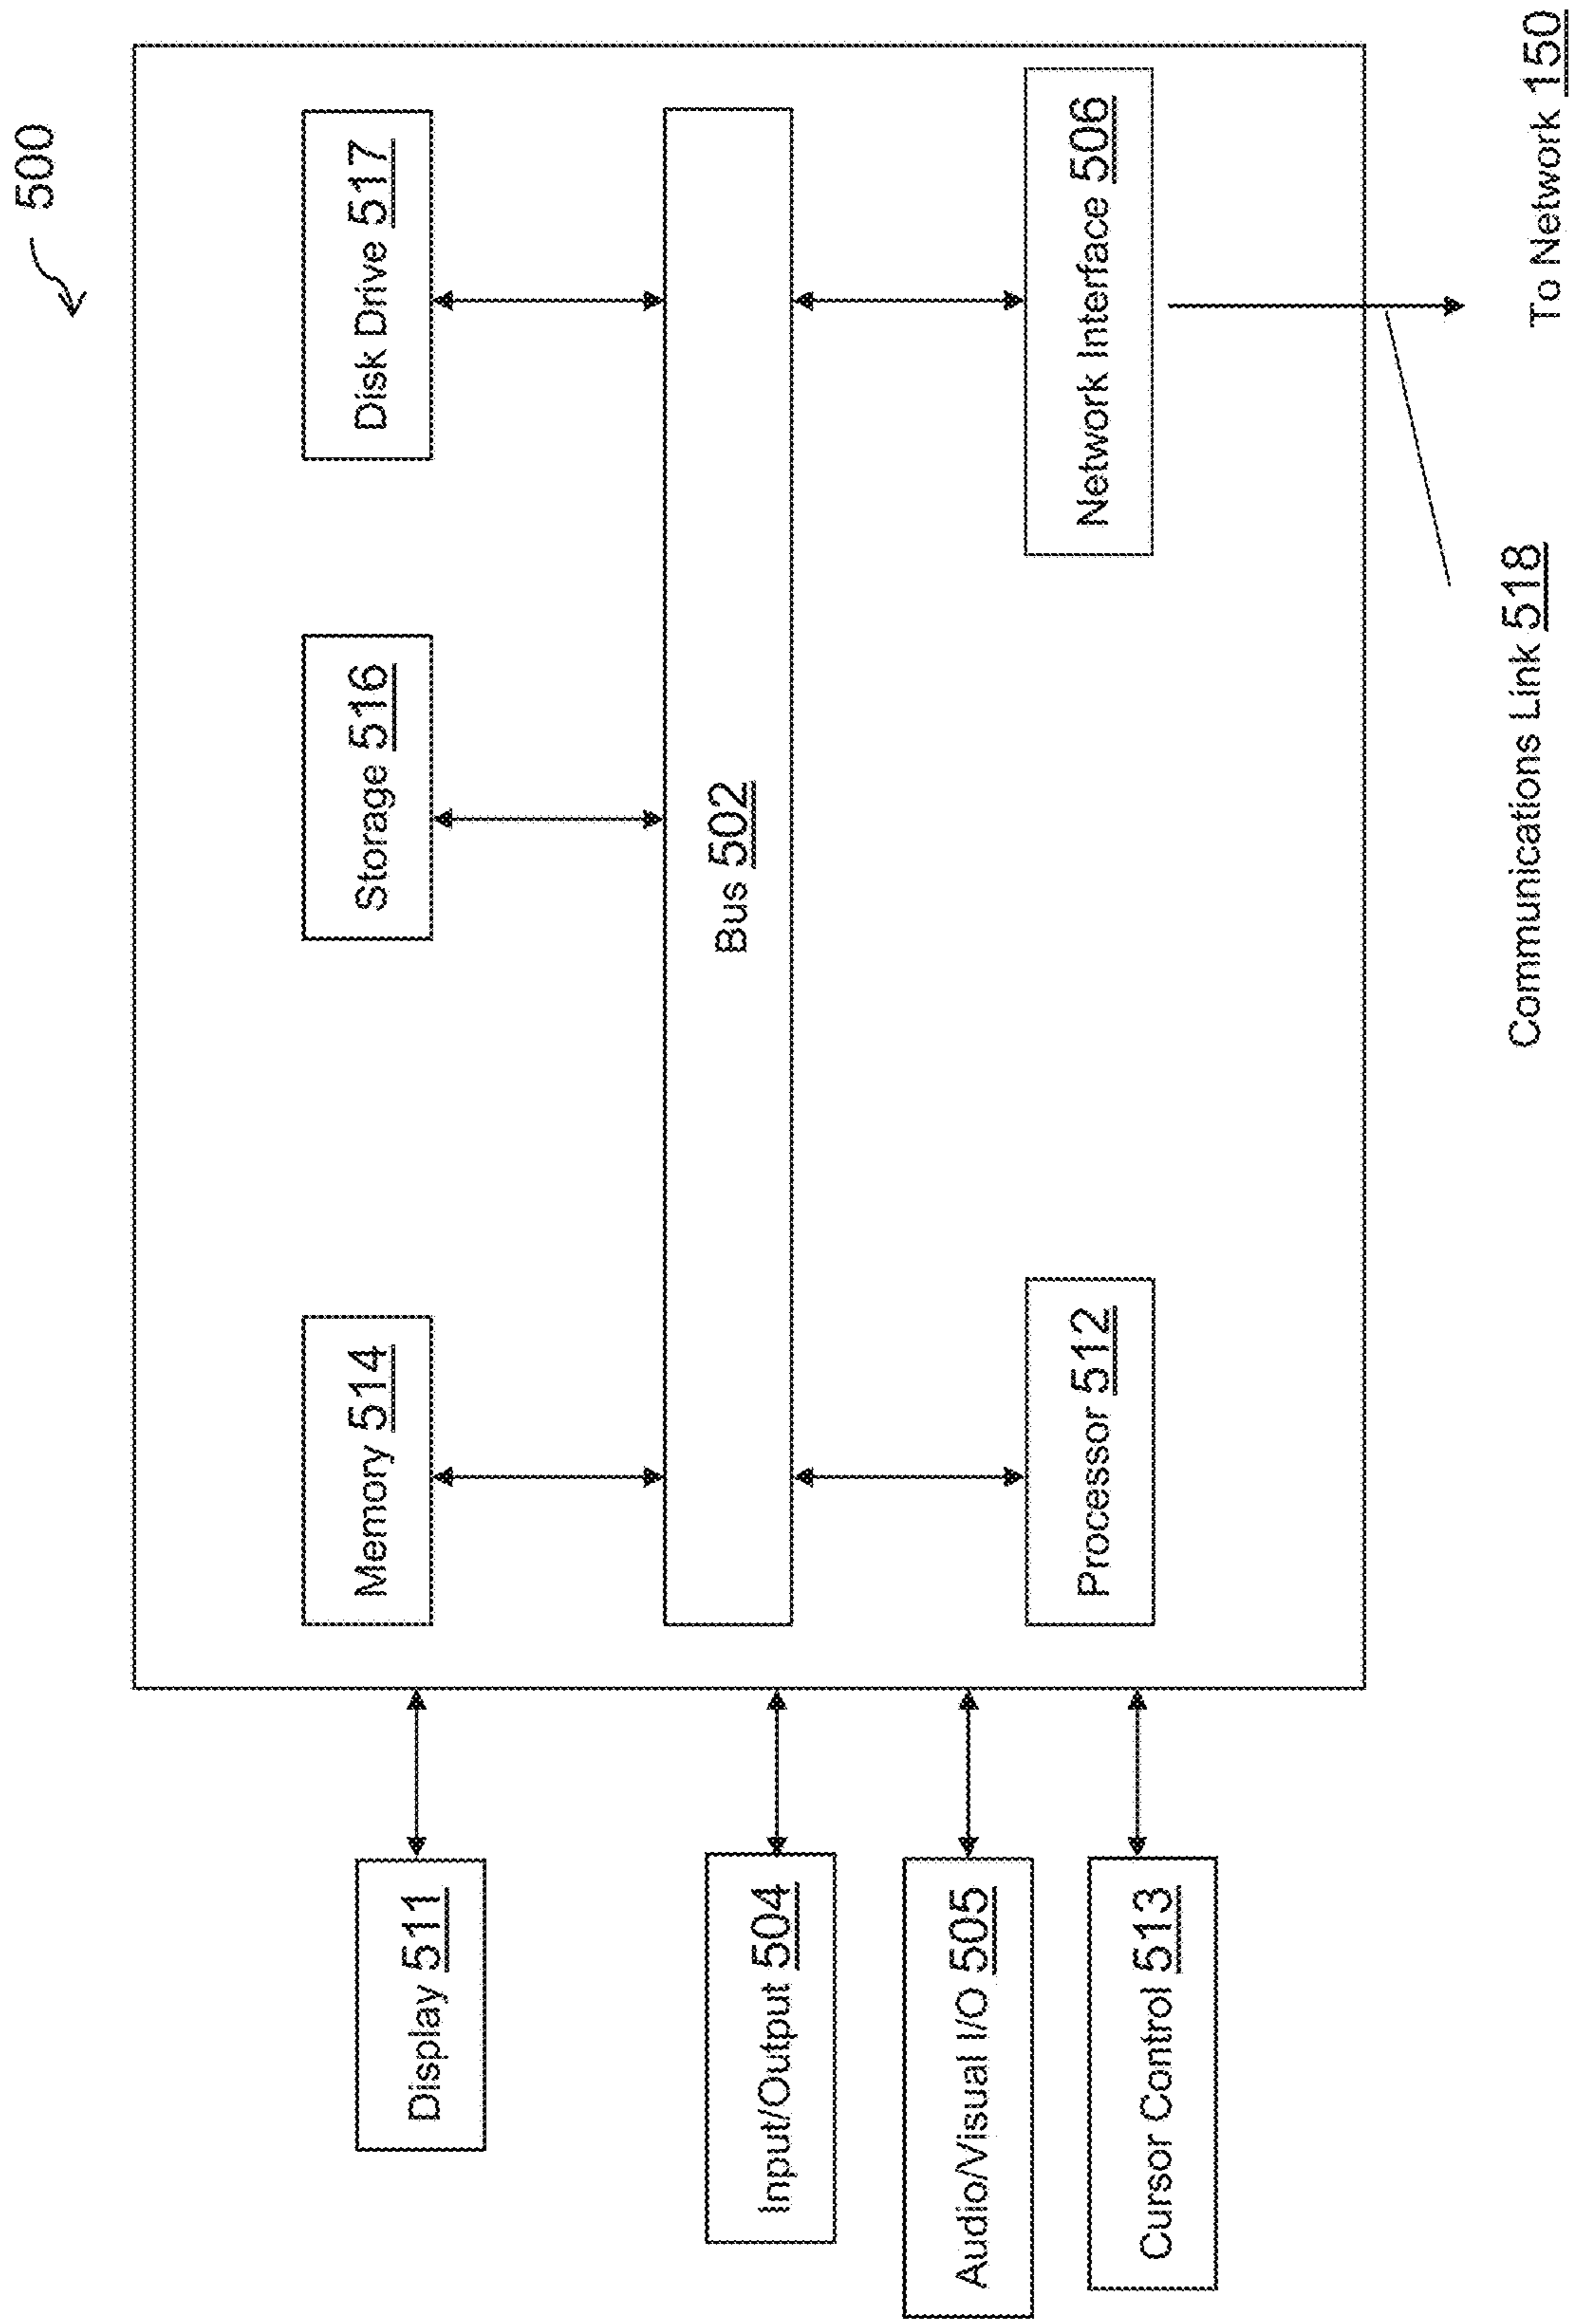 500
Display 511
Memory 514
Storage 516
Disk Drive 517
Input/Output 504
Bus 502
Audio/Visual I/O 505
Cursor Control 513
Processor 512
Network Interface 506
Communications Link 518
To Network 150